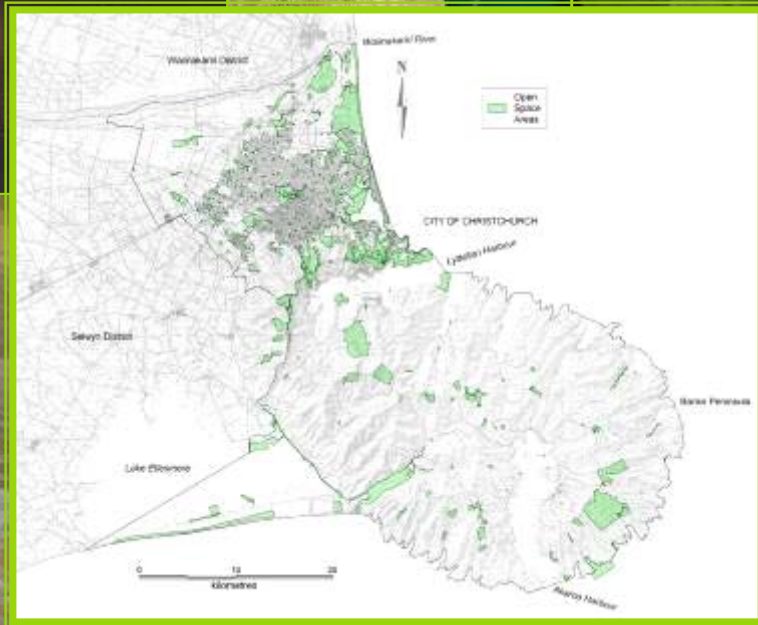 Waimakariri River
Waimakariri District
N
Open
Space
Areas
CITY OF CHRISTCHURCH
Lyttelton Harbour
Selwyn District
Banks Peninsula
Lake Ellesmere
0 10 20
kilometres
Akaroa Harbour